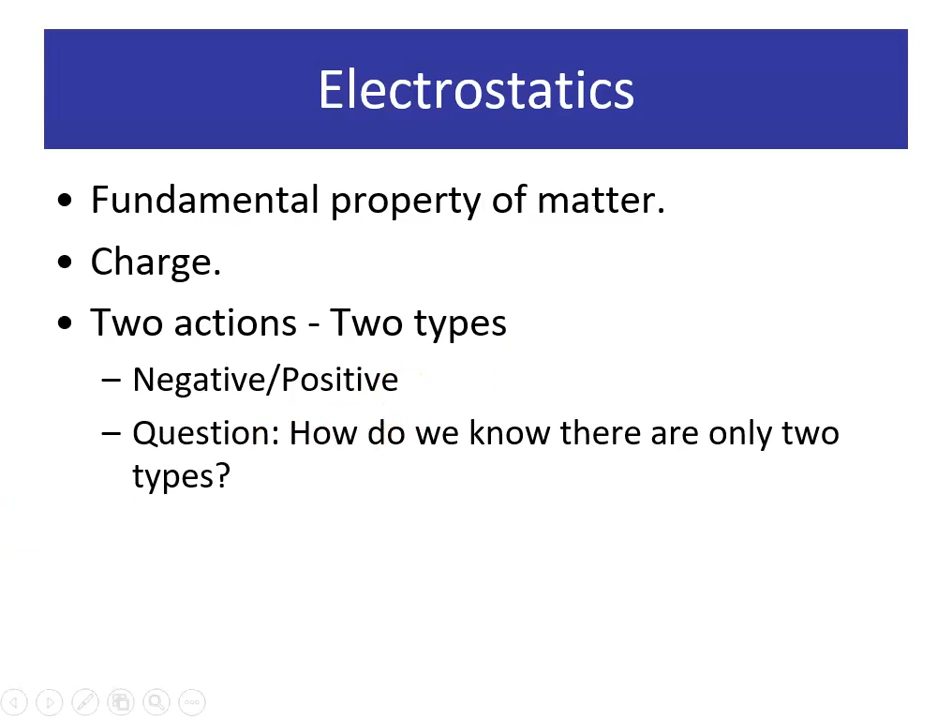 Electrostatics
• Fundamental property of matter.
• Charge.
• Two actions - Two types
– Negative/Positive
– Question: How do we know there are only two
types?